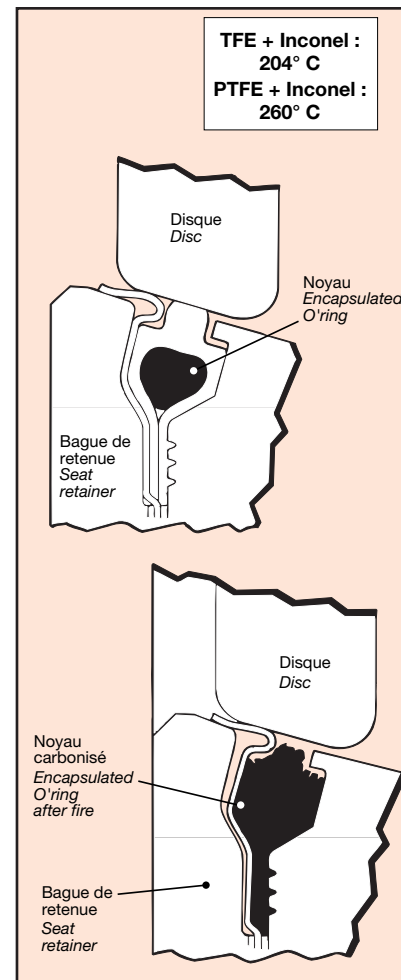 TFE + Inconel :
204° C
PTFE + Inconel :
260° C
Disque
Disc
Noyau
Encapsulated
O'ring
Bague de
retenue
Seat
retainer
Disque
Disc
Noyau
carbonisé
Encapsulated
O'ring
after fire
Bague de
retenue
Seat
retainer